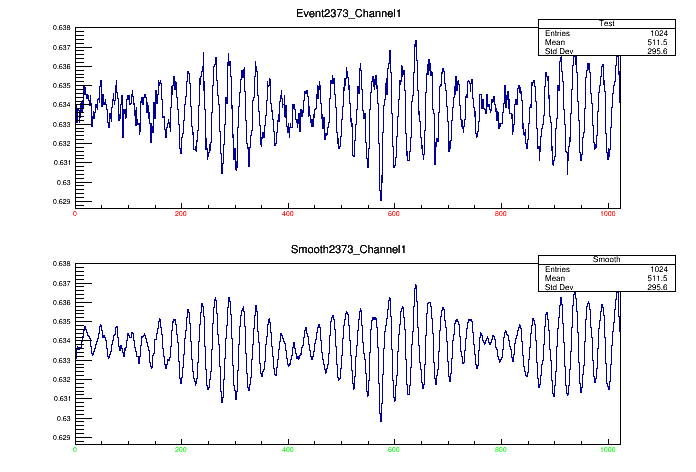 Event2373_Channel1
Test
Entries 1024
Mean 511.5
Std Dev 295.6
0.638
0.637
0.636
0.635
0.634
0.633
0.632
0.631
0.63
0.629
0 200 400 600 800 1000
Smooth2373_Channel1
Smooth
Entries 1024
Mean 511.5
Std Dev 295.6
0.638
0.637
0.636
0.635
0.634
0.633
0.632
0.631
0.63
0.629
0 200 400 600 800 1000